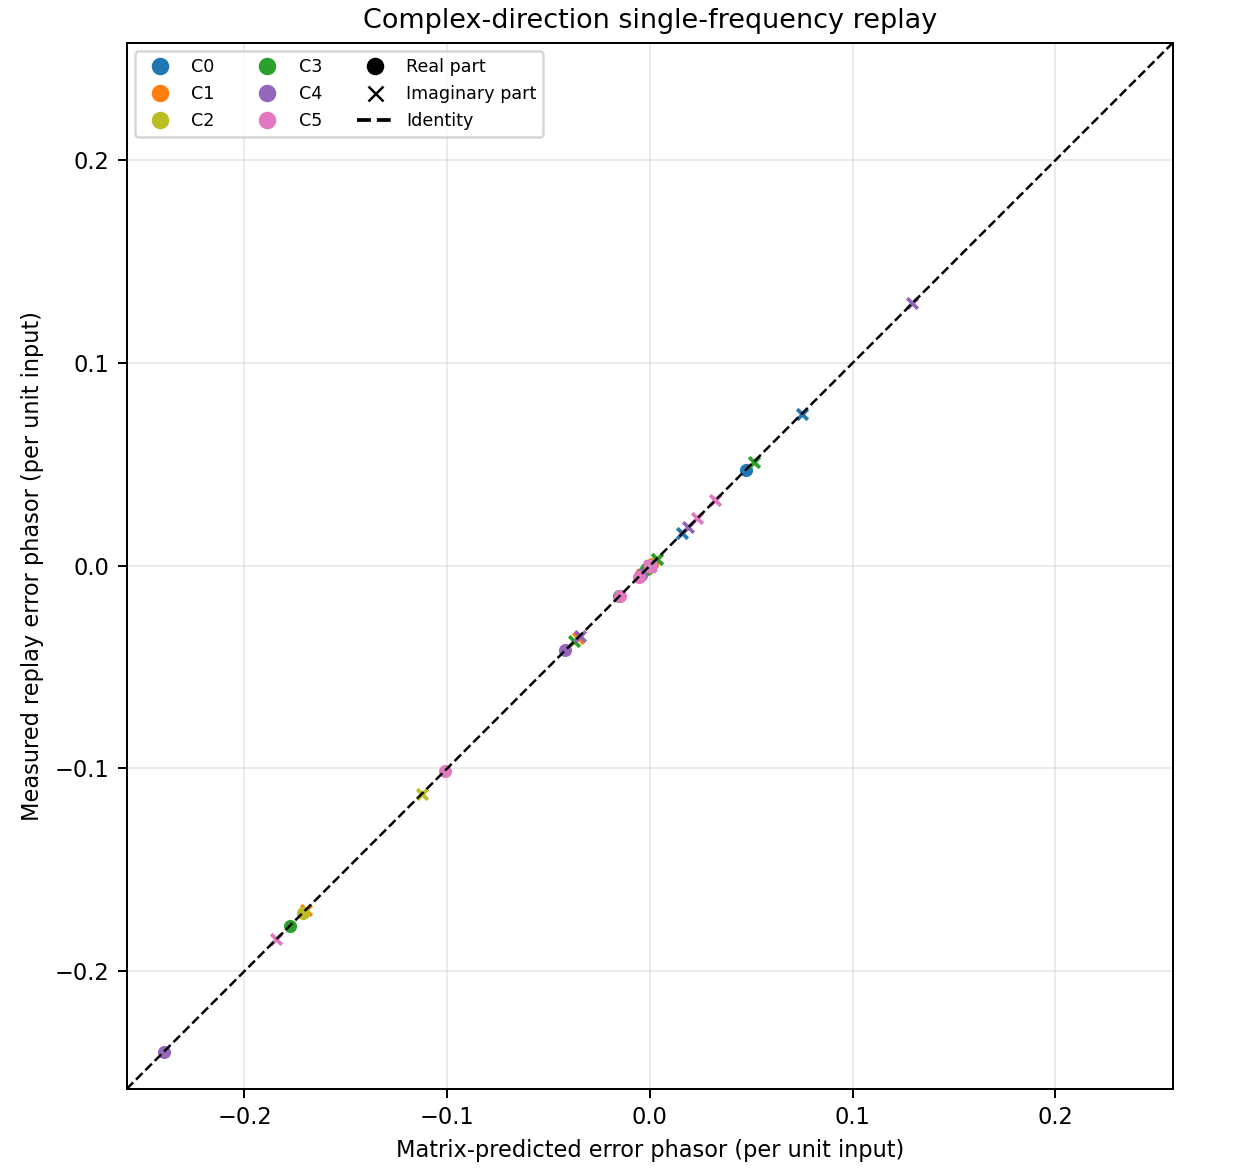 Complex-direction single-frequency replay
C0
C1
C2
C3
C4
C5
Real part
Imaginary part
Identity
0.2
0.1
0.0
−0.1
−0.2
Measured replay error phasor (per unit input)
−0.2
−0.1
0.0
0.1
0.2
Matrix-predicted error phasor (per unit input)